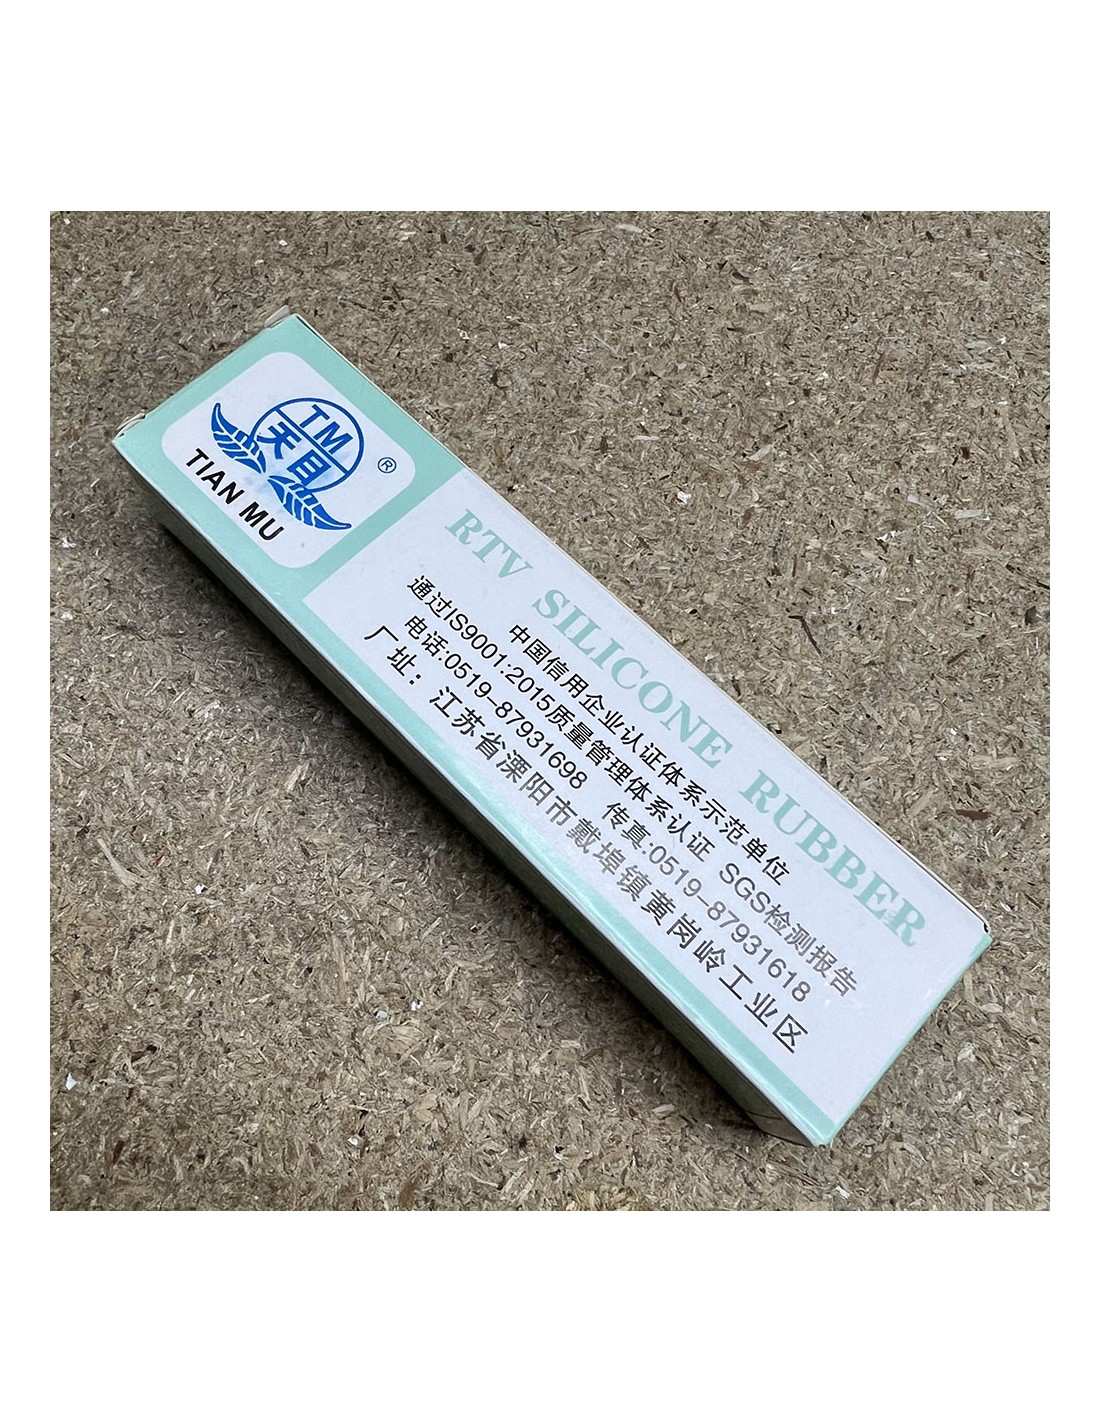 TM
天目
®
TIAN MU
RTV SILICONE RUBBER
中国信用企业认证体系示范单位
通过IS9001:2015质量管理体系认证 SGS检测报告
电话:0519-87931698 传真:0519-87931618
厂址：江苏省溧阳市戴埠镇黄岗岭工业区